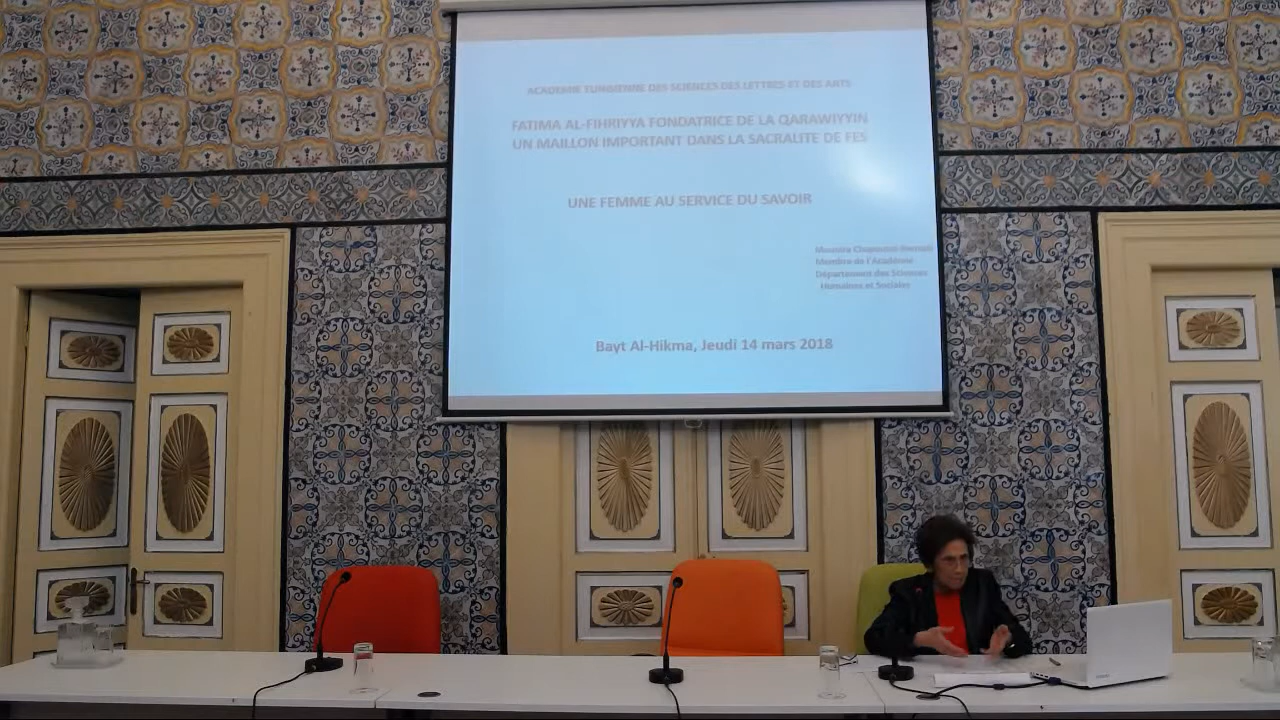 ACADEMIE TUNISIENNE DES SCIENCES DES LETTRES ET DES ARTS
FATIMA AL-FIHRIYYA FONDATRICE DE LA QARAWIYYIN
UN MAILLON IMPORTANT DANS LA SACRALITE DE FES
UNE FEMME AU SERVICE DU SAVOIR
Membre de l'Académie
Département des Sciences
Humaines et Sociales
Bayt Al-Hikma, Jeudi 14 mars 2018